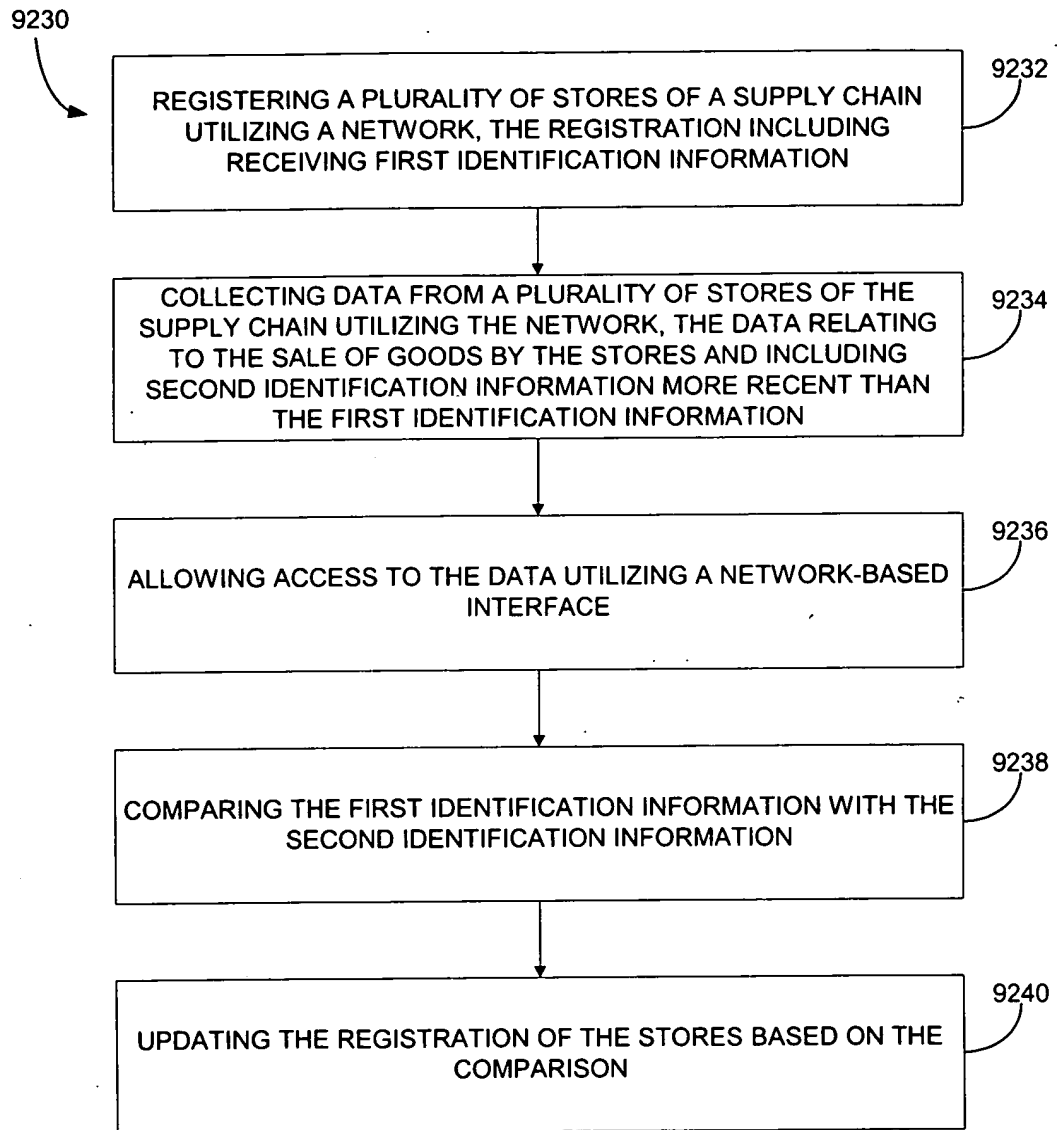 9230
REGISTERING A PLURALITY OF STORES OF A SUPPLY CHAIN
UTILIZING A NETWORK, THE REGISTRATION INCLUDING
RECEIVING FIRST IDENTIFICATION INFORMATION
9232
COLLECTING DATA FROM A PLURALITY OF STORES OF THE
SUPPLY CHAIN UTILIZING THE NETWORK, THE DATA RELATING
TO THE SALE OF GOODS BY THE STORES AND INCLUDING
SECOND IDENTIFICATION INFORMATION MORE RECENT THAN
THE FIRST IDENTIFICATION INFORMATION
9234
ALLOWING ACCESS TO THE DATA UTILIZING A NETWORK-BASED
INTERFACE
9236
COMPARING THE FIRST IDENTIFICATION INFORMATION WITH THE
SECOND IDENTIFICATION INFORMATION
9238
UPDATING THE REGISTRATION OF THE STORES BASED ON THE
COMPARISON
9240